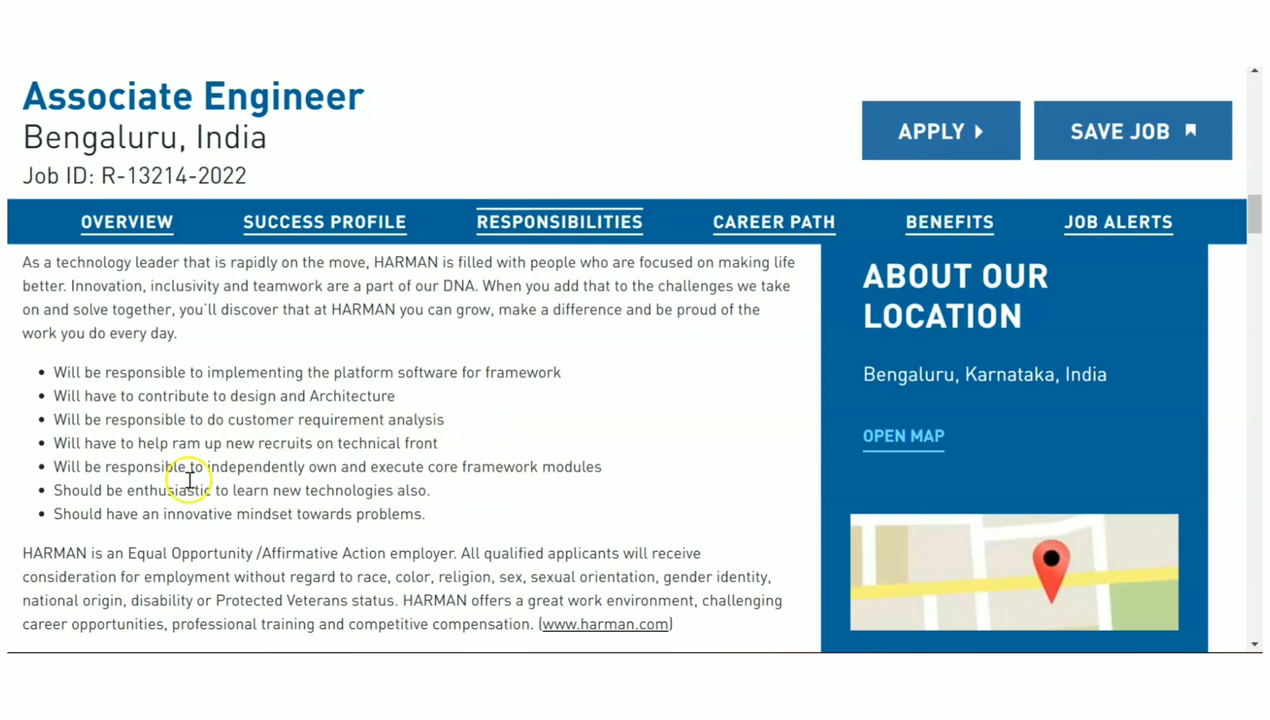 Associate Engineer
Bengaluru, India
Job ID: R-13214-2022
APPLY
SAVE JOB
OVERVIEW
SUCCESS PROFILE
RESPONSIBILITIES
CAREER PATH
BENEFITS
JOB ALERTS
As a technology leader that is rapidly on the move, HARMAN is filled with people who are focused on making life
better. Innovation, inclusivity and teamwork are a part of our DNA. When you add that to the challenges we take
on and solve together, you'll discover that at HARMAN you can grow, make a difference and be proud of the
work you do every day.
Will be responsible to implementing the platform software for framework
Will have to contribute to design and Architecture
Will be responsible to do customer requirement analysis
Will have to help ram up new recruits on technical front
Will be responsible to independently own and execute core framework modules
Should be enthusiastic to learn new technologies also.
Should have an innovative mindset towards problems.
HARMAN is an Equal Opportunity /Affirmative Action employer. All qualified applicants will receive
consideration for employment without regard to race, color, religion, sex, sexual orientation, gender identity,
national origin, disability or Protected Veterans status. HARMAN offers a great work environment, challenging
career opportunities, professional training and competitive compensation. (www.harman.com)
ABOUT OUR
LOCATION
Bengaluru, Karnataka, India
OPEN MAP